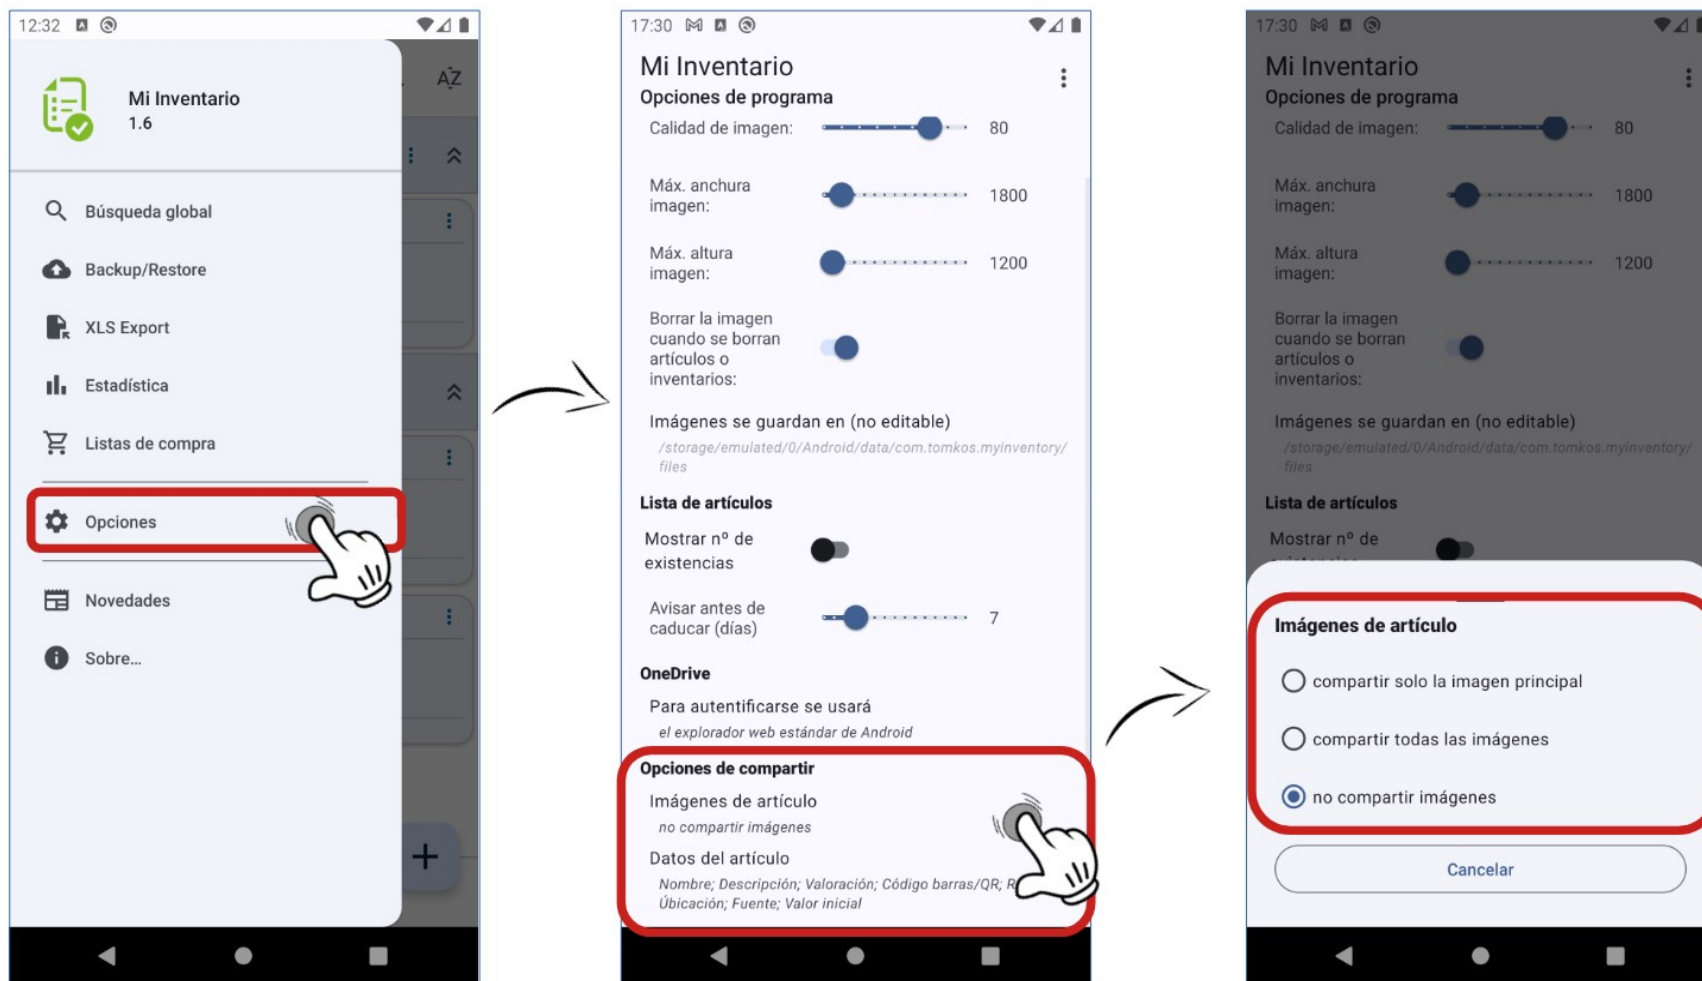 12:32
Mi Inventario
1.6
AZ
Búsqueda global
Backup/Restore
XLS Export
Estadística
Listas de compra
Opciones
Novedades
Sobre...
17:30
Mi Inventario
Opciones de programa
Calidad de imagen:
80
Máx. anchura
imagen:
1800
Máx. altura
imagen:
1200
Borrar la imagen
cuando se borran
artículos o
inventarios:
Imágenes se guardan en (no editable)
/storage/emulated/0/Android/data/com.tomkos.myinventory/
files
Lista de artículos
Mostrar nº de
existencias
Avisar antes de
caducar (días)
7
OneDrive
Para autentificarse se usará
el explorador web estándar de Android
Opciones de compartir
Imágenes de artículo
no compartir imágenes
Datos del artículo
Nombre; Descripción; Valoración; Código barras/QR; R
Úbicación; Fuente; Valor inicial
17:30
Mi Inventario
Opciones de programa
Calidad de imagen:
80
Máx. anchura
imagen:
1800
Máx. altura
imagen:
1200
Borrar la imagen
cuando se borran
artículos o
inventarios:
Imágenes se guardan en (no editable)
/storage/emulated/0/Android/data/com.tomkos.myinventory/
files
Lista de artículos
Mostrar nº de
Imágenes de artículo
compartir solo la imagen principal
compartir todas las imágenes
no compartir imágenes
Cancelar